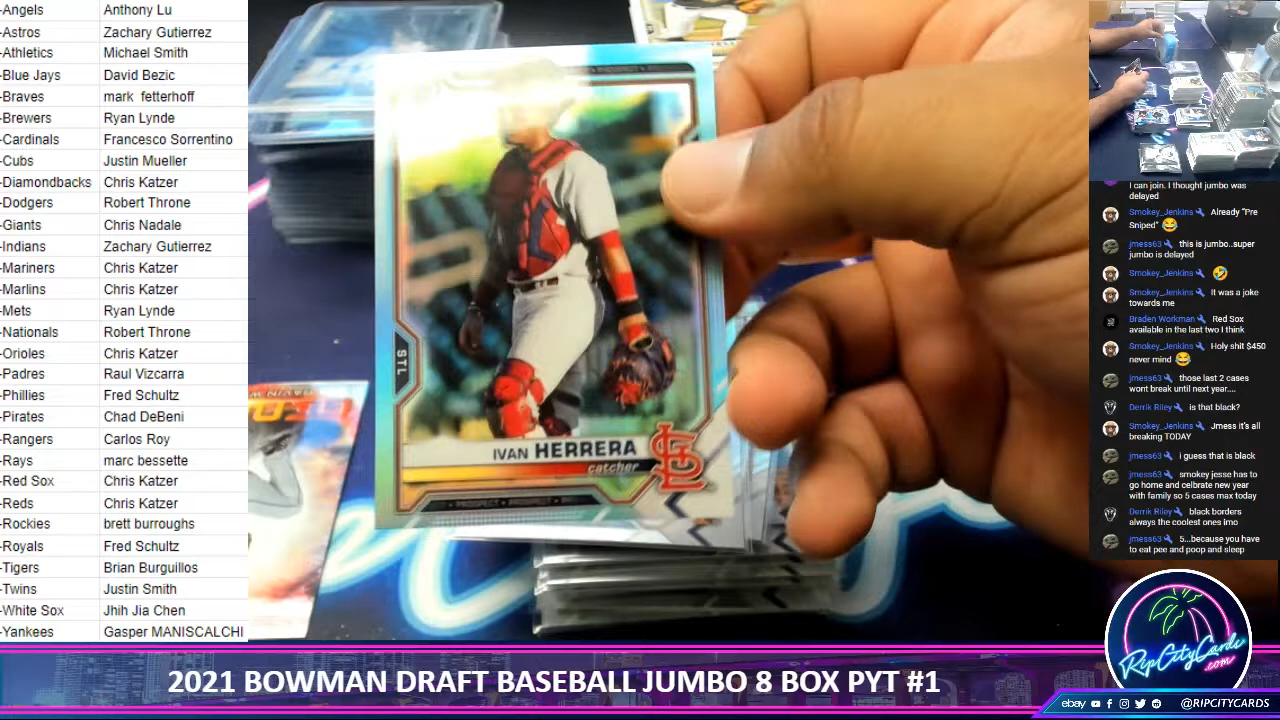 -Angels Anthony Lu
-Astros Zachary Gutierrez
-Athletics Michael Smith
-Blue Jays David Bezic
-Braves mark fetterhoff
-Brewers Ryan Lynde
-Cardinals Francesco Sorrentino
-Cubs Justin Mueller
-Diamondbacks Chris Katzer
-Dodgers Robert Throne
-Giants Chris Nadale
-Indians Zachary Gutierrez
-Mariners Chris Katzer
-Marlins Chris Katzer
-Mets Ryan Lynde
-Nationals Robert Throne
-Orioles Chris Katzer
-Padres Raul Vizcarra
-Phillies Fred Schultz
-Pirates Chad DeBeni
-Rangers Carlos Roy
-Rays marc bessette
-Red Sox Chris Katzer
-Reds Chris Katzer
-Rockies brett burroughs
-Royals Fred Schultz
-Tigers Brian Burguillos
-Twins Justin Smith
-White Sox Jhih Jia Chen
-Yankees Gasper MANISCALCHI
STL
IVAN HERRERA
catcher
STL
PROSPECT
I can join. I thought jumbo was
delayed
Smokey_Jenkins Already "Pre
Sniped" 😂
jmess63 this is jumbo..super
jumbo is delayed
Smokey_Jenkins 🤣
Smokey_Jenkins It was a joke
towards me
Braden Workman Red Sox
available in the last two I think
Smokey_Jenkins Holy shit $450
never mind 😂
jmess63 those last 2 cases
wont break until next year....
Derrik Riley is that black?
Smokey_Jenkins Jmess it's all
breaking TODAY
jmess63 i guess that is black
jmess63 smokey jesse has to
go home and celbrate new year
with family so 5 cases max today
Derrik Riley black borders
always the coolest ones imo
jmess63 5...because you have
to eat pee and poop and sleep
RipCityCards
.com
2021 BOWMAN DRAFT BASEBALL JUMBO 8 BOX PYT #1
ebay @RIPCITYCARDS